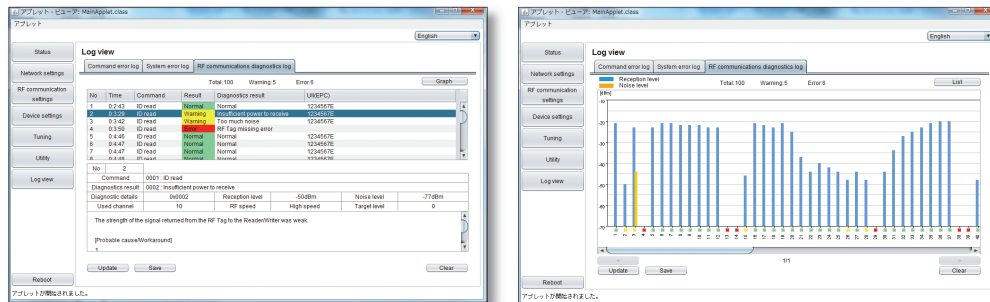 アプレット - ビューア: MainApplet.class
アプレット
English
Status
Network settings
RF communication
settings
Device settings
Tuning
Utility
Log view
Reboot
Log view
Command error log
System error log
RF communications diagnostics log
Total:100 Warning:5 Error:6
Graph
No Time Command Result Diagnostics result UII(EPC)
1 0:2:43 ID read Normal Normal 1234567E
2 0:3:29 ID read Warning Insufficient power to receive 1234567E
3 0:3:42 ID read Warning Too much noise 1234567E
4 0:3:50 ID read Error RF Tag missing error
5 0:4:46 ID read Normal Normal 1234567E
6 0:4:47 ID read Normal Normal 1234567E
7 0:4:47 ID read Normal Normal 1234567E
8 0:4:48 ID read Normal Normal 1234567E
No 2
Command 0001 : ID read
Diagnostics result 0002 : Insufficient power to receive
Diagnostic details 0x0002 Reception level -50dBm Noise level -77dBm
Used channel 10 RF speed High speed Target level 0
The strength of the signal returned from the RF Tag to the Reader/Writer was weak.
[Probable cause/Workaround]
Update
Save
Clear
アプレットが開始されました。
アプレット - ビューア: MainApplet.class
アプレット
English
Status
Network settings
RF communication
settings
Device settings
Tuning
Utility
Log view
Reboot
Log view
Command error log
System error log
RF communications diagnostics log
Reception level
Noise level
Total:100 Warning:5 Error:6
List
[dBm]
1/1
Update
Save
Clear
アプレットが開始されました。